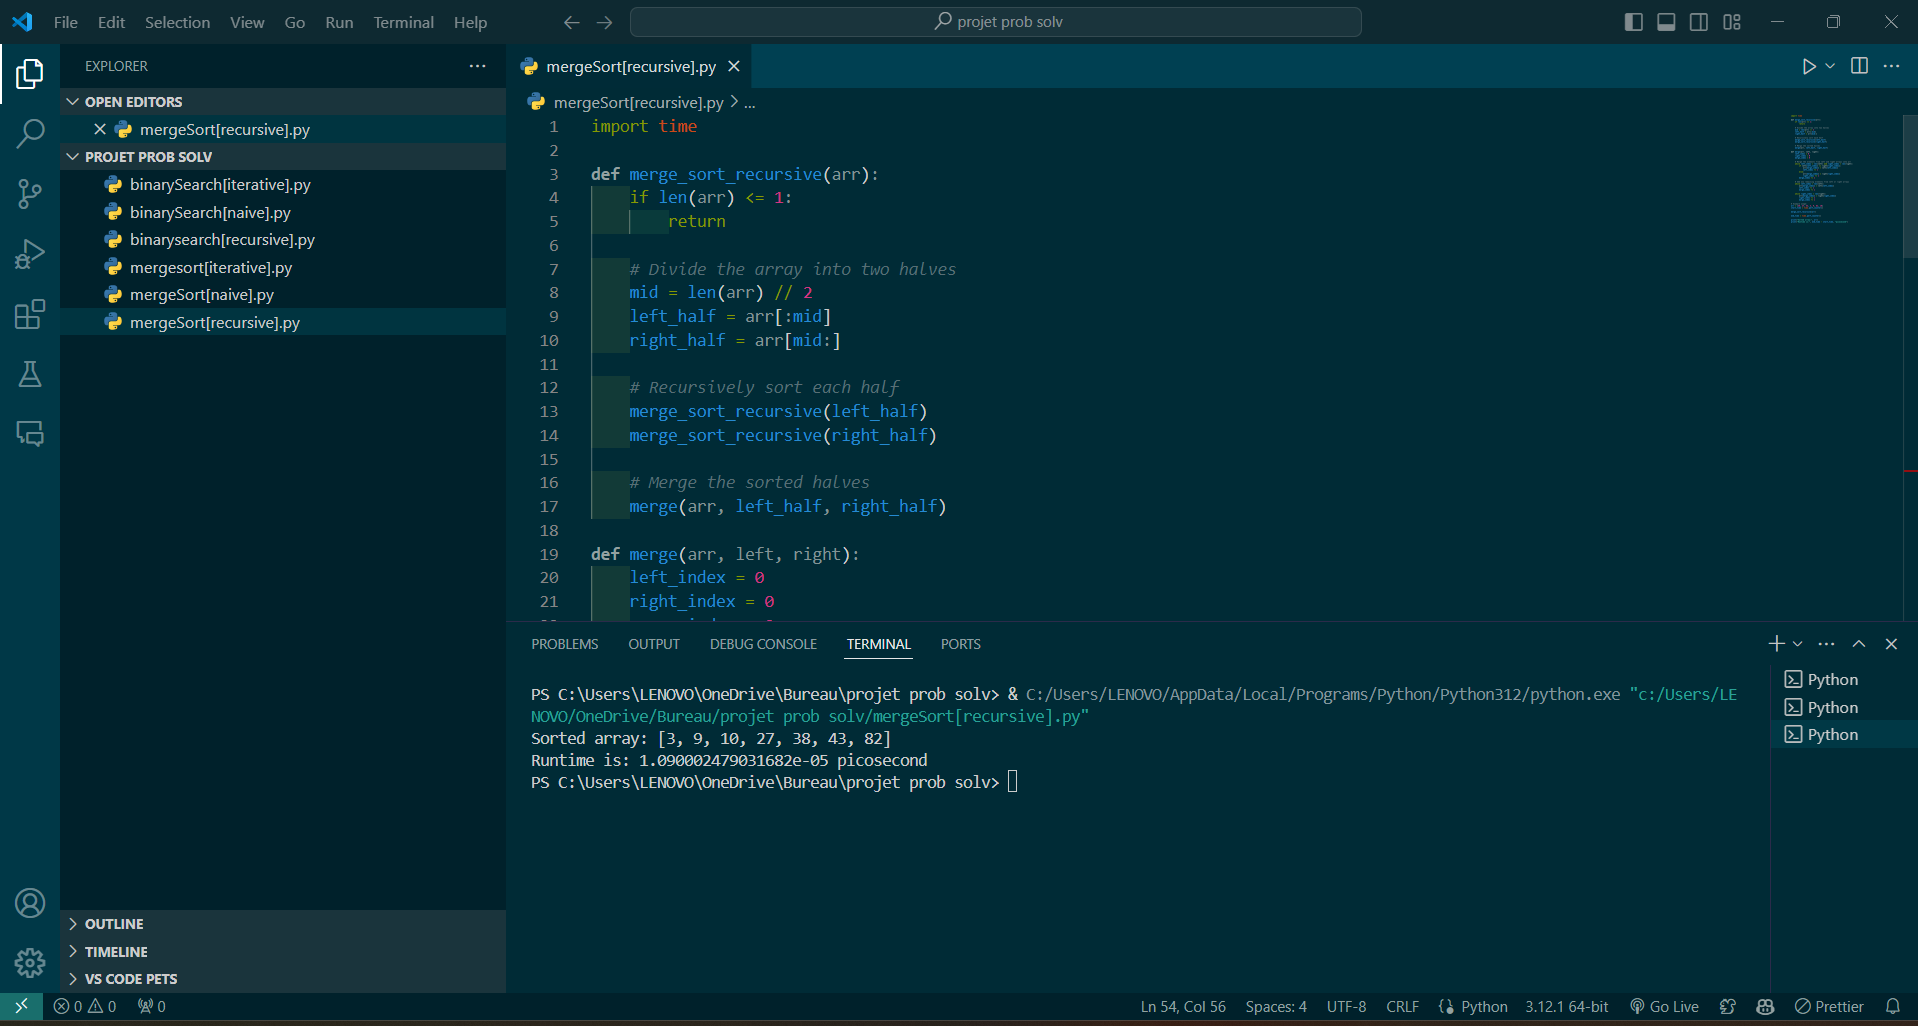 File Edit Selection View Go Run Terminal Help
projet prob solv
EXPLORER
OPEN EDITORS
mergeSort[recursive].py
PROJET PROB SOLV
binarySearch[iterative].py
binarySearch[naive].py
binarysearch[recursive].py
mergesort[iterative].py
mergeSort[naive].py
mergeSort[recursive].py
OUTLINE
TIMELINE
VS CODE PETS
mergeSort[recursive].py
mergeSort[recursive].py > ...
1 import time
2
3 def merge_sort_recursive(arr):
4     if len(arr) <= 1:
5         return
6
7     # Divide the array into two halves
8     mid = len(arr) // 2
9     left_half = arr[:mid]
10     right_half = arr[mid:]
11
12     # Recursively sort each half
13     merge_sort_recursive(left_half)
14     merge_sort_recursive(right_half)
15
16     # Merge the sorted halves
17     merge(arr, left_half, right_half)
18
19 def merge(arr, left, right):
20     left_index = 0
21     right_index = 0
PROBLEMS OUTPUT DEBUG CONSOLE TERMINAL PORTS
PS C:\Users\LENOVO\OneDrive\Bureau\projet prob solv> & C:/Users/LENOVO/AppData/Local/Programs/Python/Python312/python.exe "c:/Users/LE
NOVO/OneDrive/Bureau/projet prob solv/mergeSort[recursive].py"
Sorted array: [3, 9, 10, 27, 38, 43, 82]
Runtime is: 1.090002479031682e-05 picosecond
PS C:\Users\LENOVO\OneDrive\Bureau\projet prob solv>
Python
Python
Python
0 0 0
Ln 54, Col 56 Spaces: 4 UTF-8 CRLF Python 3.12.1 64-bit Go Live Prettier